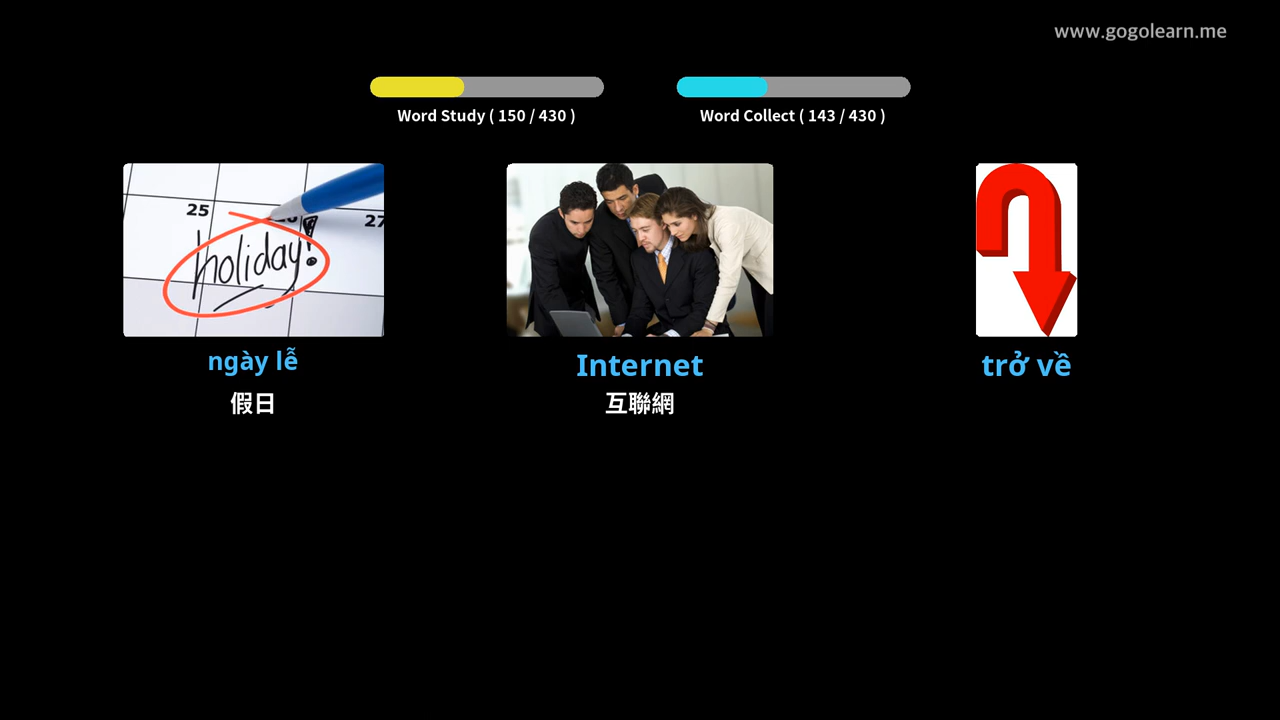 www.gogolearn.me
Word Study ( 150 / 430 )
Word Collect ( 143 / 430 )
25
27
holiday!
ngày lễ
假日
Internet
互聯網
trở về